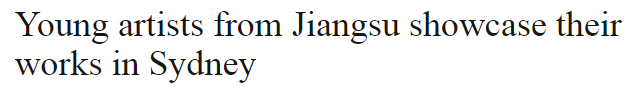 Young artists from Jiangsu showcase their
works in Sydney